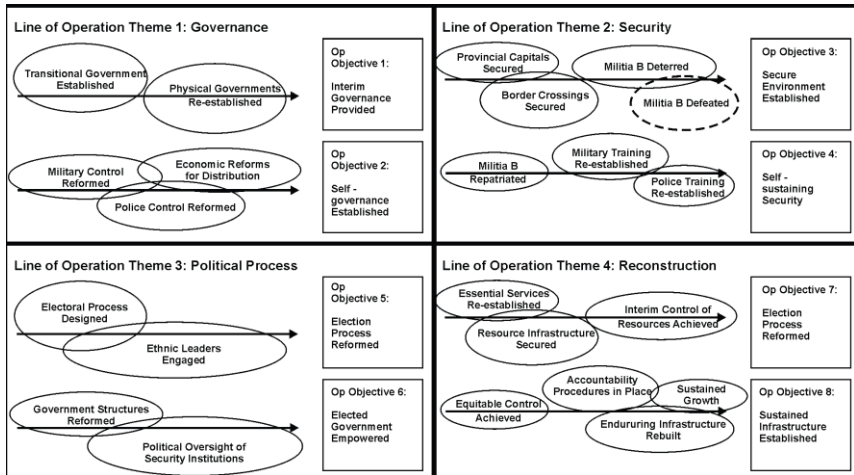 Line of Operation Theme 1: Governance
Transitional Government
Established
Physical Governments
Re-established
Op
Objective 1:
Interim
Governance
Provided
Military Control
Reformed
Economic Reforms
for Distribution
Police Control Reformed
Op
Objective 2:
Self -
governance
Established
Line of Operation Theme 2: Security
Provincial Capitals
Secured
Militia B Deterred
Border Crossings
Secured
Militia B Defeated
Op Objective 3:
Secure
Environment
Established
Militia B
Repatriated
Military Training
Re-established
Police Training
Re-established
Op Objective 4:
Self -
sustaining
Security
Line of Operation Theme 3: Political Process
Electoral Process
Designed
Ethnic Leaders
Engaged
Op
Objective 5:
Election
Process
Reformed
Government Structures
Reformed
Political Oversight of
Security Institutions
Op Objective 6:
Elected
Government
Empowered
Line of Operation Theme 4: Reconstruction
Essential Services
Re-established
Interim Control of
Resources Achieved
Resource Infrastructure
Secured
Op Objective 7:
Election
Process
Reformed
Equitable Control
Achieved
Accountability
Procedures in Place
Sustained
Growth
Endururing Infrastructure
Rebuilt
Op Objective 8:
Sustained
Infrastructure
Established